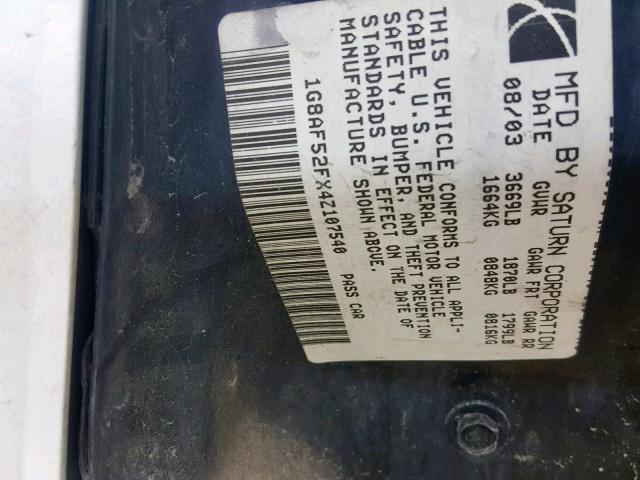 MFD BY SATURN CORPORATION
DATE GVWR GAWR FRT GAWR RR
08/03 3669LB 1870LB 1799LB
1664KG 0848KG 0816KG
THIS VEHICLE CONFORMS TO ALL APPLI-
CABLE U.S. FEDERAL MOTOR VEHICLE
SAFETY, BUMPER, AND THEFT PREVENTION
STANDARDS IN EFFECT ON THE DATE OF
MANUFACTURE SHOWN ABOVE.
1G8AF52FX4Z107540 PASS CAR